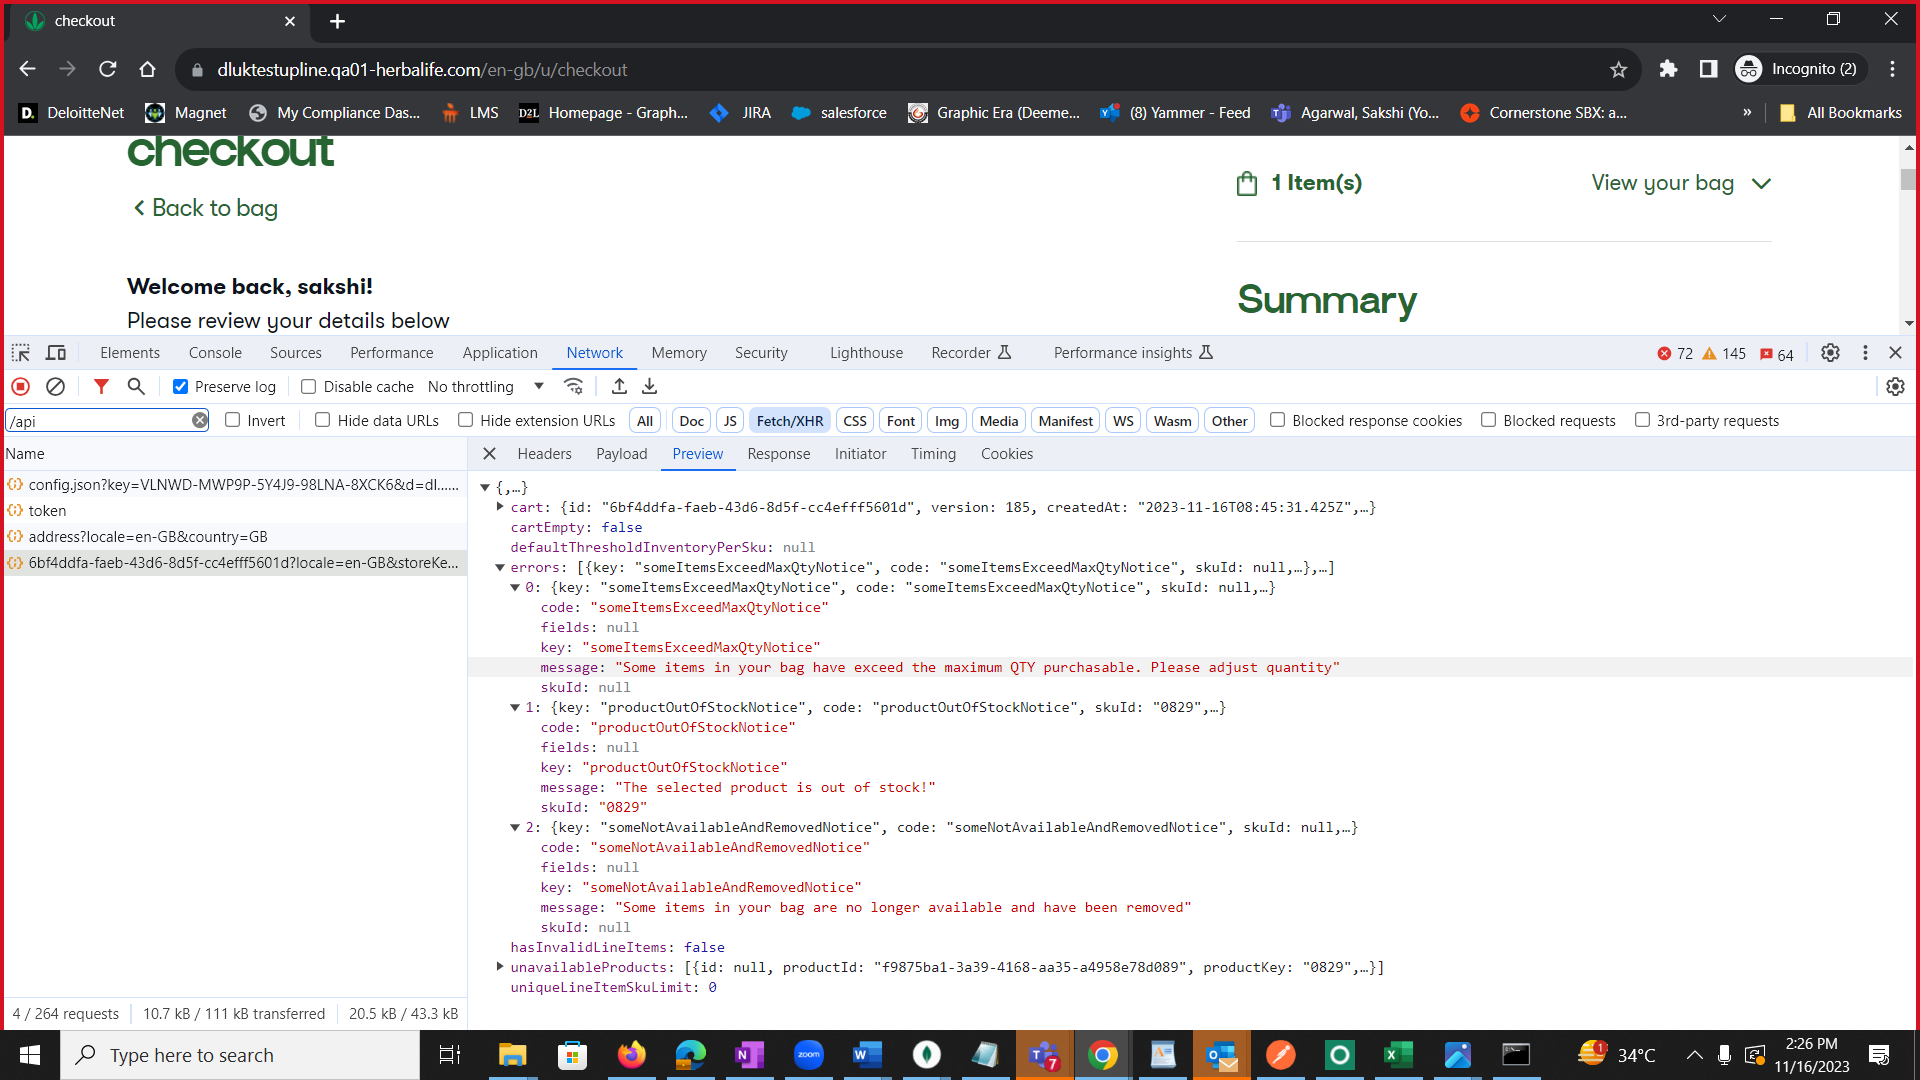 checkout
dluktestupline.qa01-herbalife.com/en-gb/u/checkout
Incognito (2)
DeloitteNet
Magnet
My Compliance Das...
LMS
D2L Homepage - Graph...
JIRA
salesforce
Graphic Era (Deeme...
(8) Yammer - Feed
Agarwal, Sakshi (Yo...
Cornerstone SBX: a...
»
All Bookmarks
checkout
Back to bag
Welcome back, sakshi!
Please review your details below
1 Item(s)
View your bag
Summary
Elements Console Sources Performance Application Network Memory Security Lighthouse Recorder Performance insights 72 145 64
Preserve log Disable cache No throttling
/api Invert Hide data URLs Hide extension URLs All Doc JS Fetch/XHR CSS Font Img Media Manifest WS Wasm Other Blocked response cookies Blocked requests 3rd-party requests
Name
config.json?key=VLNWD-MWP9P-5Y4J9-98LNA-8XCK6&d=dl......
token
address?locale=en-GB&country=GB
6bf4ddfa-faeb-43d6-8d5f-cc4efff5601d?locale=en-GB&storeKe...
Headers Payload Preview Response Initiator Timing Cookies
{,…}
cart: {id: "6bf4ddfa-faeb-43d6-8d5f-cc4efff5601d", version: 185, createdAt: "2023-11-16T08:45:31.425Z",…}
cartEmpty: false
defaultThresholdInventoryPerSku: null
errors: [{key: "someItemsExceedMaxQtyNotice", code: "someItemsExceedMaxQtyNotice", skuId: null,…},…]
0: {key: "someItemsExceedMaxQtyNotice", code: "someItemsExceedMaxQtyNotice", skuId: null,…}
code: "someItemsExceedMaxQtyNotice"
fields: null
key: "someItemsExceedMaxQtyNotice"
message: "Some items in your bag have exceed the maximum QTY purchasable. Please adjust quantity"
skuId: null
1: {key: "productOutOfStockNotice", code: "productOutOfStockNotice", skuId: "0829",…}
code: "productOutOfStockNotice"
fields: null
key: "productOutOfStockNotice"
message: "The selected product is out of stock!"
skuId: "0829"
2: {key: "someNotAvailableAndRemovedNotice", code: "someNotAvailableAndRemovedNotice", skuId: null,…}
code: "someNotAvailableAndRemovedNotice"
fields: null
key: "someNotAvailableAndRemovedNotice"
message: "Some items in your bag are no longer available and have been removed"
skuId: null
hasInvalidLineItems: false
unavailableProducts: [{id: null, productId: "f9875ba1-3a39-4168-aa35-a4958e78d089", productKey: "0829",…}]
uniqueLineItemSkuLimit: 0
4 / 264 requests 10.7 kB / 111 kB transferred 20.5 kB / 43.3 kB
Type here to search
zoom
7
1
34°C
2:26 PM
11/16/2023